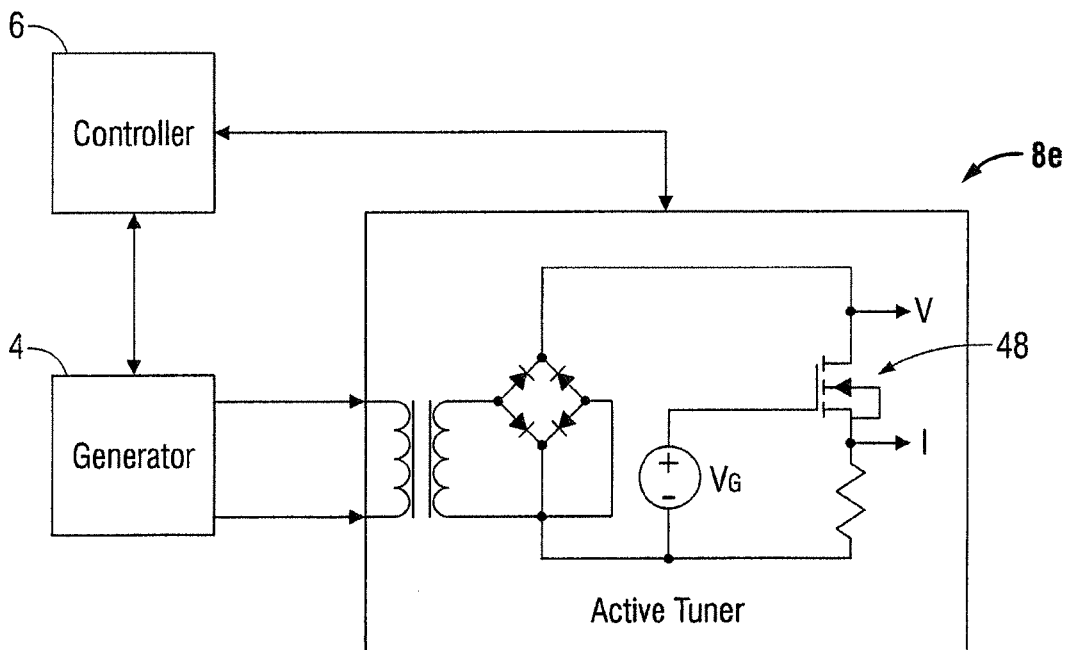 6
Controller
8e
4
Generator
V
48
+
-
VG
I
Active Tuner